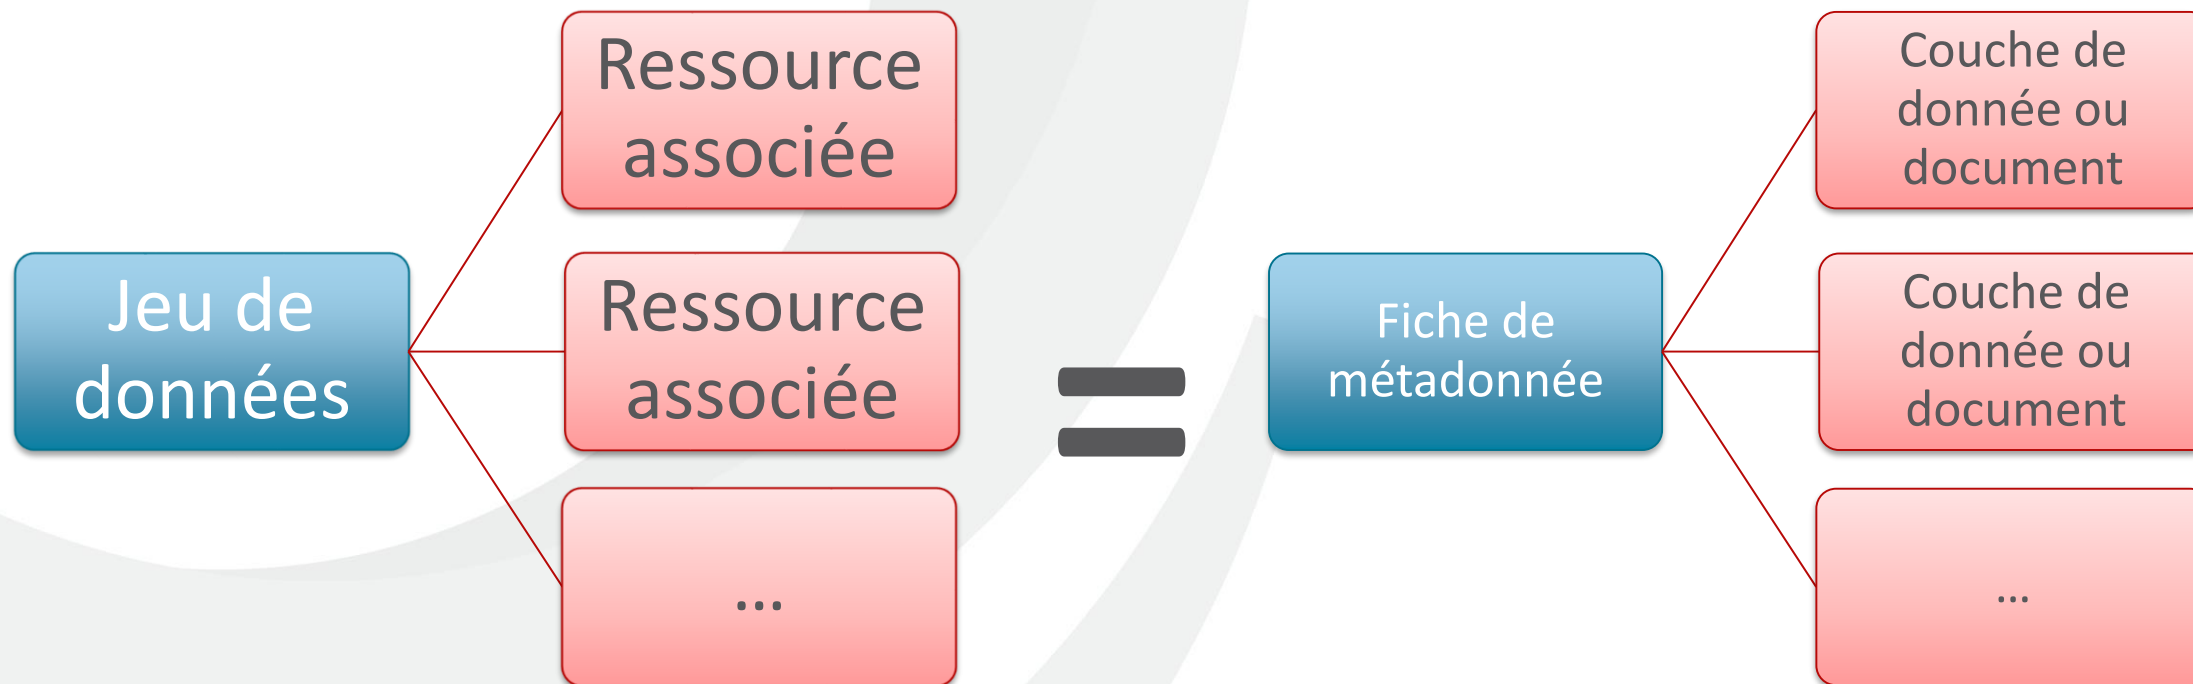 Jeu de
données
Ressource
associée
Ressource
associée
...
=
Fiche de
métadonnée
Couche de
donnée ou
document
Couche de
donnée ou
document
...